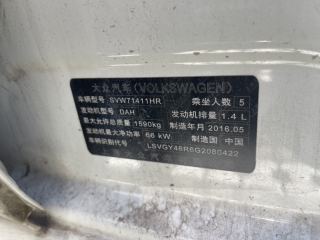 大众汽车(VOLKSWAGEN)
车辆型号 SVW71411HR 乘坐人数 5
发动机型号 DAH 发动机排量 1.4 L
最大允许总质量 1590kg 制造年月 2016.05
发动机最大净功率 66 kW 制造国 中国
车辆识别代号 LSVGY46R6G2080422